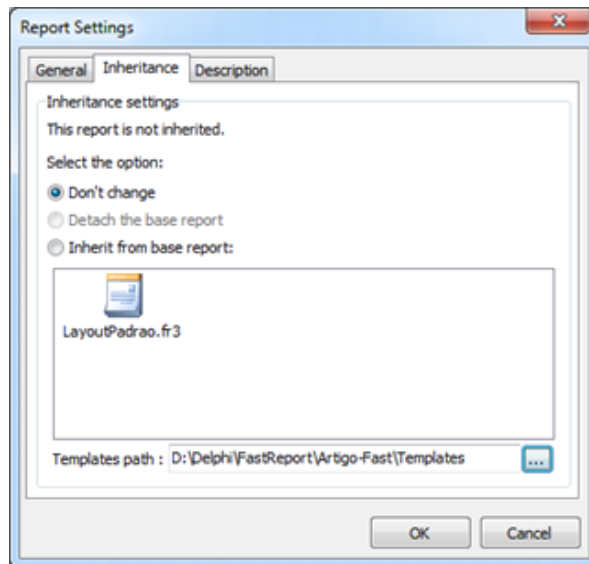 Report Settings
General Inheritance Description
Inheritance settings
This report is not inherited.
Select the option:
Don't change
Detach the base report
Inherit from base report:
LayoutPadrao.fr3
Templates path : D:\Delphi\FastReport\Artigo-Fast\Templates ...
OK Cancel